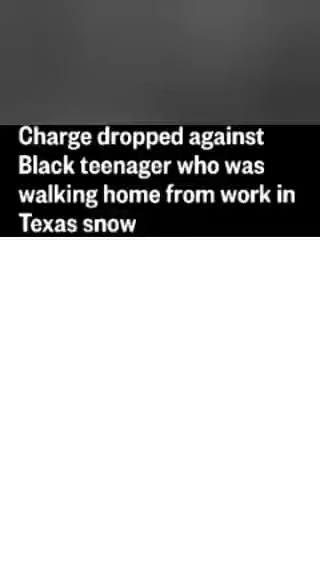 Charge dropped against
Black teenager who was
walking home from work in
Texas snow